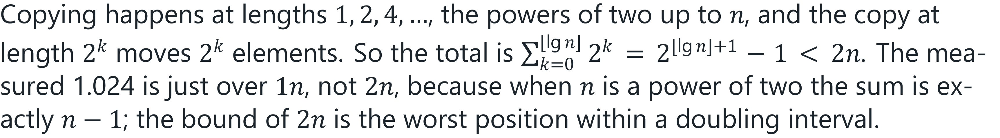 Copying happens at lengths 1, 2, 4, ..., the powers of two up to n, and the copy at
length 2^k moves 2^k elements. So the total is ∑_{k=0}^{⌊lg n⌋} 2^k = 2^{⌊lg n⌋+1} − 1 < 2n. The mea-
sured 1.024 is just over 1n, not 2n, because when n is a power of two the sum is ex-
actly n − 1; the bound of 2n is the worst position within a doubling interval.